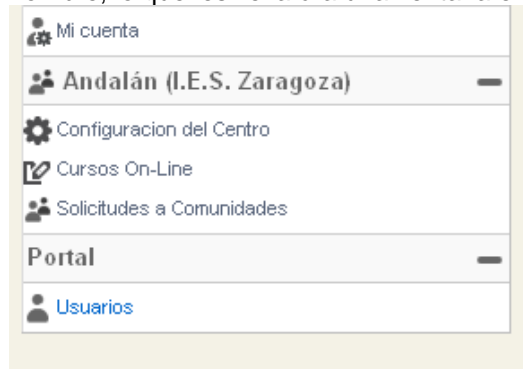 Mi cuenta
Andalán (I.E.S. Zaragoza)
Configuracion del Centro
Cursos On-Line
Solicitudes a Comunidades
Portal
Usuarios